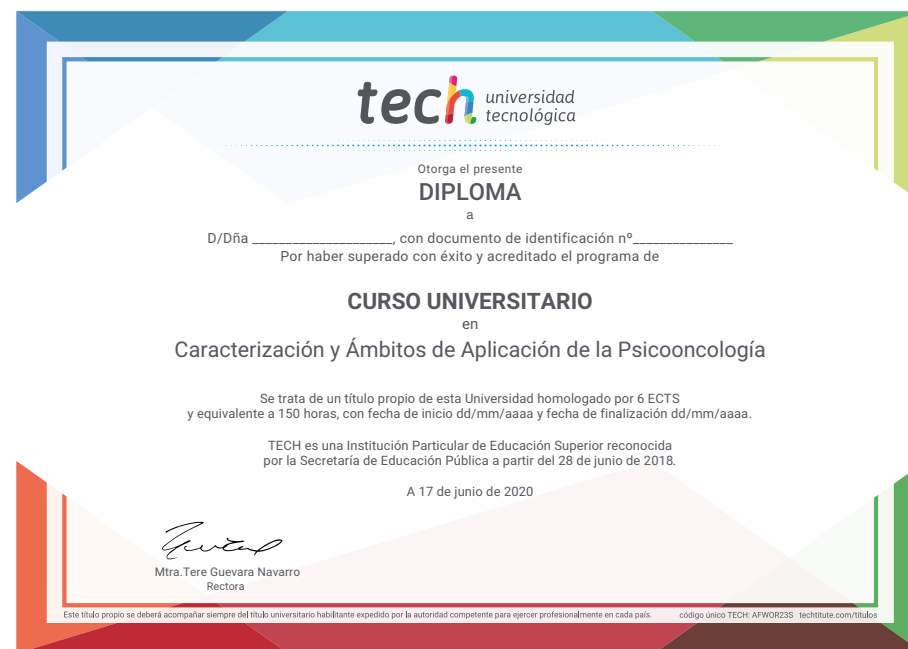 tech universidad
tecnológica
Otorga el presente
DIPLOMA
a
D/Dña ______________________, con documento de identificación nº_______________
Por haber superado con éxito y acreditado el programa de
CURSO UNIVERSITARIO
en
Caracterización y Ámbitos de Aplicación de la Psicooncología
Se trata de un título propio de esta Universidad homologado por 6 ECTS
y equivalente a 150 horas, con fecha de inicio dd/mm/aaaa y fecha de finalización dd/mm/aaaa.
TECH es una Institución Particular de Educación Superior reconocida
por la Secretaría de Educación Pública a partir del 28 de junio de 2018.
A 17 de junio de 2020
Mtra.Tere Guevara Navarro
Rectora
Este título propio se deberá acompañar siempre del título universitario habilitante expedido por la autoridad competente para ejercer profesionalmente en cada país. código único TECH: AFWOR23S techtitute.com/titulos